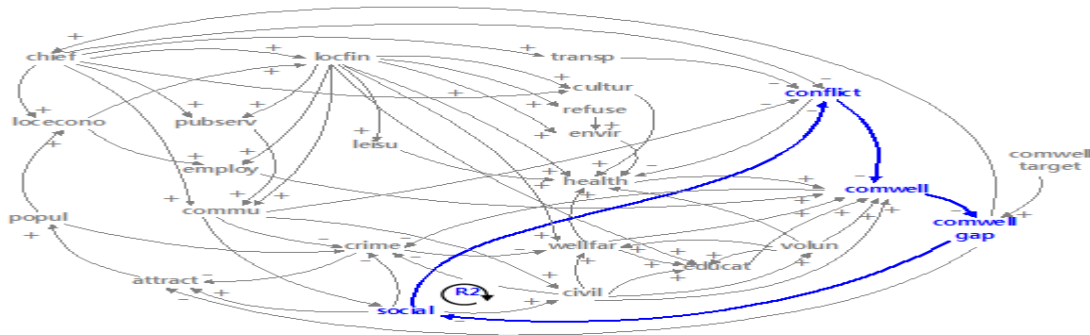 chief
locfin
transp
cultur
conflict
refuse
locecono
pubserv
envir
leisu
comwell
target
employ
health
comwell
popul
commu
comwell
gap
crime
wellfar
volun
educat
attract
civil
R2
social